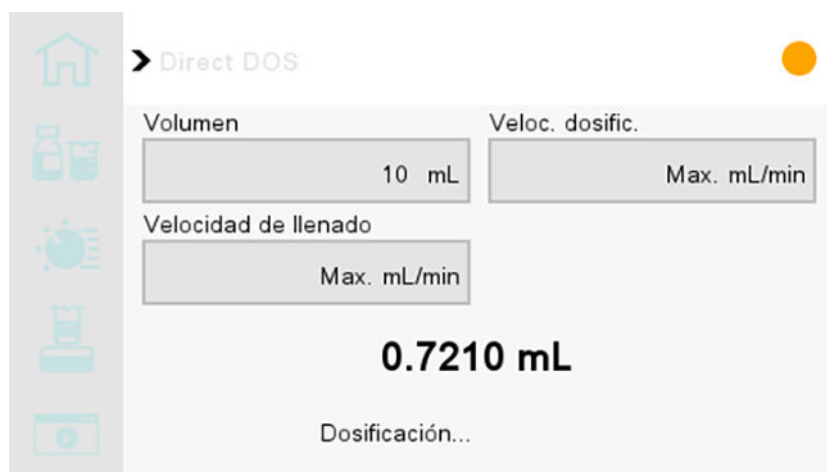 Direct DOS
Volumen
Veloc. dosific.
10 mL
Max. mL/min
Velocidad de llenado
Max. mL/min
0.7210 mL
Dosificación...